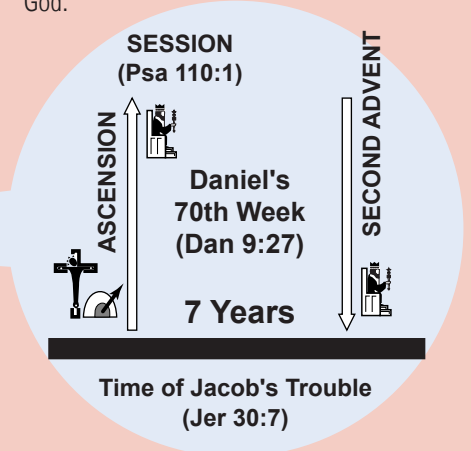 God.
SESSION
(Psa 110:1)
ASCENSION
SECOND ADVENT
Daniel's
70th Week
(Dan 9:27)
7 Years
Time of Jacob's Trouble
(Jer 30:7)